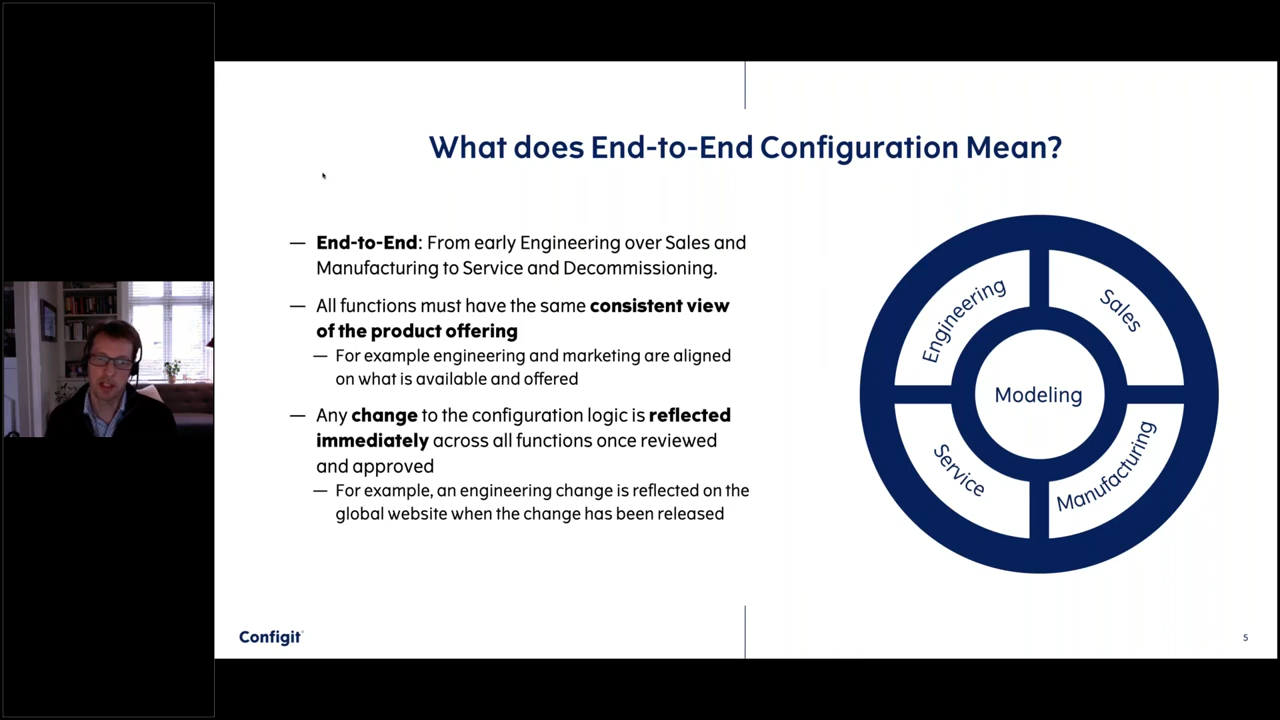 What does End-to-End Configuration Mean?
— End-to-End: From early Engineering over Sales and
Manufacturing to Service and Decommissioning.
— All functions must have the same consistent view
of the product offering
— For example engineering and marketing are aligned
on what is available and offered
— Any change to the configuration logic is reflected
immediately across all functions once reviewed
and approved
— For example, an engineering change is reflected on the
global website when the change has been released
Engineering
Sales
Modeling
Service
Manufacturing
Configit
5